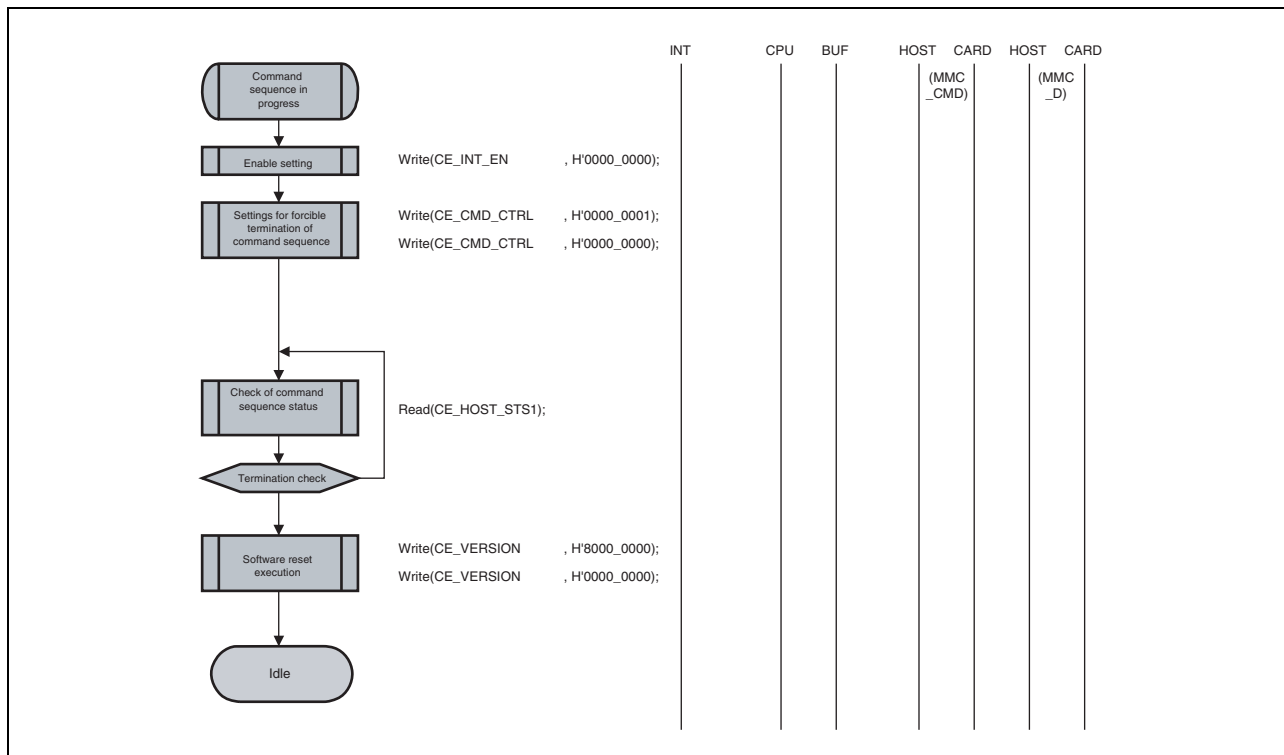 INT CPU BUF HOST CARD HOST CARD
(MMC
_CMD)
(MMC
_D)
Command
sequence in
progress
Enable setting
Write(CE_INT_EN , H'0000_0000);
Settings for forcible
termination of
command sequence
Write(CE_CMD_CTRL , H'0000_0001);
Write(CE_CMD_CTRL , H'0000_0000);
Check of command
sequence status
Read(CE_HOST_STS1);
Termination check
Software reset
execution
Write(CE_VERSION , H'8000_0000);
Write(CE_VERSION , H'0000_0000);
Idle